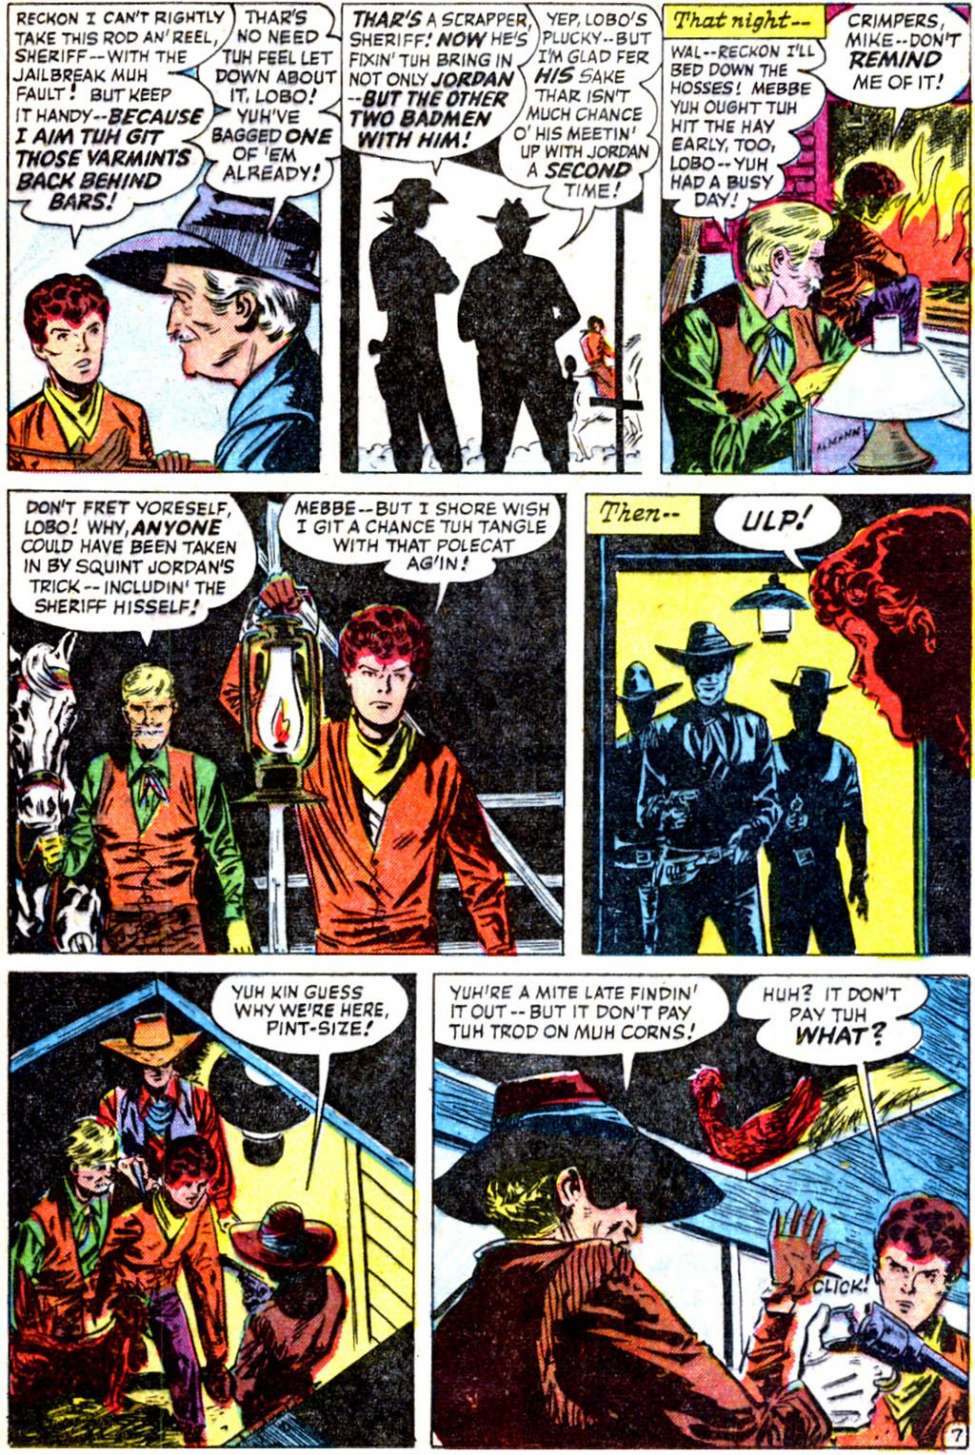 RECKON I CAN'T RIGHTLY
TAKE THIS ROD AN' REEL,
SHERIFF--WITH THE
JAILBREAK MUH
FAULT! BUT KEEP
IT HANDY--BECAUSE
I AIM TUH GIT
THOSE VARMINTS
BACK BEHIND
BARS!
THAR'S
NO NEED
TUH FEEL LET
DOWN ABOUT
IT, LOBO!
YUH'VE
BAGGED ONE
OF 'EM
ALREADY!
THAR'S A SCRAPPER,
SHERIFF! NOW HE'S
FIXIN' TUH BRING IN
NOT ONLY JORDAN
--BUT THE OTHER
TWO BADMEN
WITH HIM!
YEP, LOBO'S
PLUCKY--BUT
I'M GLAD FER
HIS SAKE
THAR ISN'T
MUCH CHANCE
O' HIS MEETIN'
UP WITH JORDAN
A SECOND
TIME!
That night--
WAL--RECKON I'LL
BED DOWN THE
HOSSES! MEBBE
YUH OUGHT TUH
HIT THE HAY
EARLY, TOO,
LOBO--YUH
HAD A BUSY
DAY!
CRIMPERS,
MIKE--DON'T
REMIND
ME OF IT!
ALMANN
DON'T FRET YORESELF,
LOBO! WHY, ANYONE
COULD HAVE BEEN TAKEN
IN BY SQUINT JORDAN'S
TRICK--INCLUDIN' THE
SHERIFF HISSELF!
MEBBE--BUT I SHORE WISH
I GIT A CHANCE TUH TANGLE
WITH THAT POLECAT
AG'IN!
Then--
ULP!
YUH KIN GUESS
WHY WE'RE HERE,
PINT-SIZE!
YUH'RE A MITE LATE FINDIN'
IT OUT--BUT IT DON'T PAY
TUH TROD ON MUH CORNS!
HUH? IT DON'T
PAY TUH
WHAT?
CLICK!
7